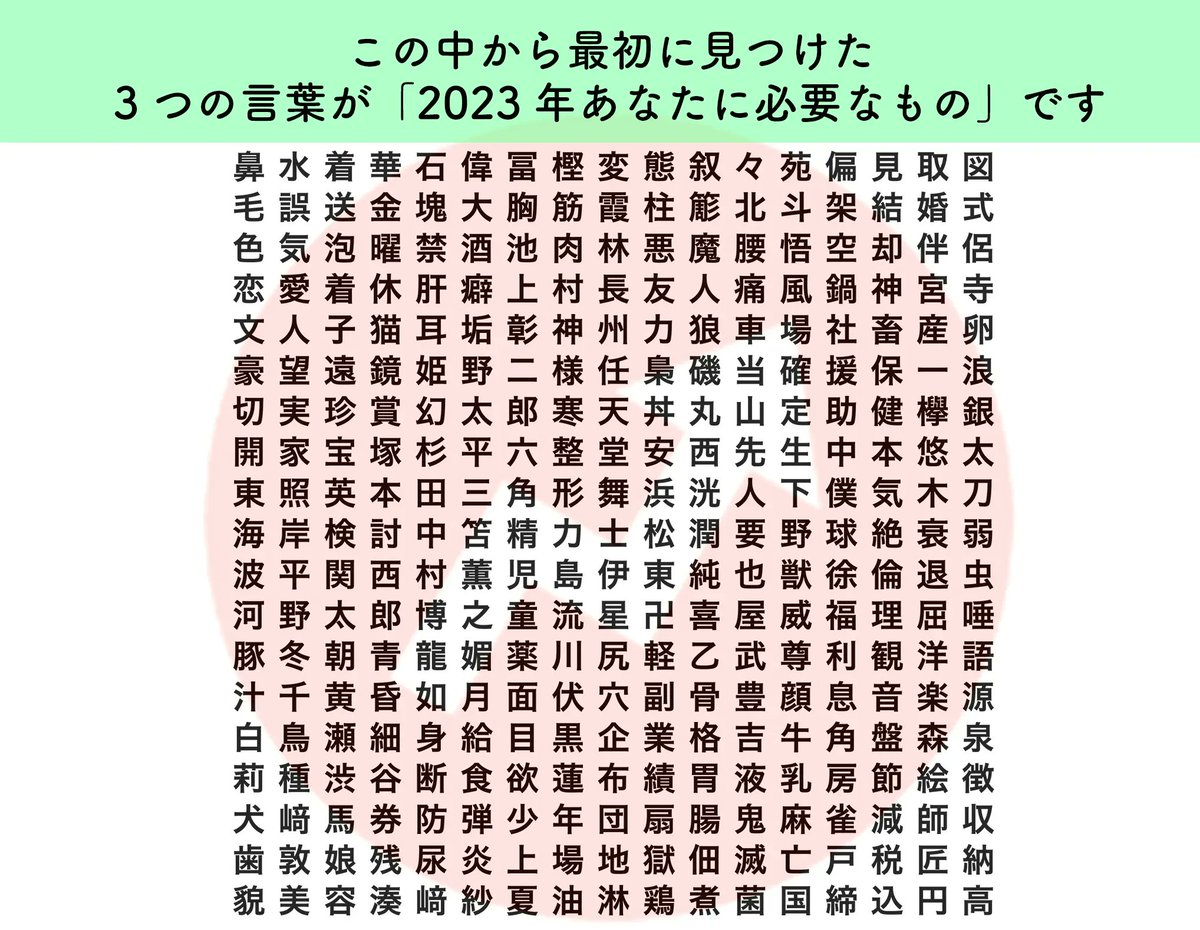 この中から最初に見つけた
3つの言葉が「2023年あなたに必要なもの」です
鼻水着華石偉冨樫変態叙々苑偏見取図
毛誤送金塊大胸筋霞柱簓北斗架結婚式
色気泡曜禁酒池肉林悪魔腰悟空却伴侶
恋愛着休肝癖上村長友人痛風鍋神宮寺
文人子猫耳垢彰神州力狼車場社畜産卵
豪望遠鏡姫野二様任梟磯当確援保一浪
切実珍賞幻太郎寒天丼丸山定助健欅銀
開家宝塚杉平六整堂安西先生中本悠太
東照英本田三角形舞浜洸人下僕気木刀
海岸検討中笘精力士松潤要野球絶衰弱
波平関西村薫児島伊東純也獣徐倫退虫
河野太郎博之童流星卍喜屋威福理屈唾
豚冬朝青龍媚薬川尻軽乙武尊利観洋語
汁千黄昏如月面伏穴副骨豊顔息音楽源
白鳥瀬細身給目黒企業格吉牛角盤森泉
莉種渋谷断食欲蓮布績胃液乳房節絵徴
犬﨑馬券防弾少年団扇腸鬼麻雀減師収
歯敦娘残尿炎上場地獄佃滅亡戸税匠納
貌美容湊﨑紗夏油淋鶏煮菌国締込円高